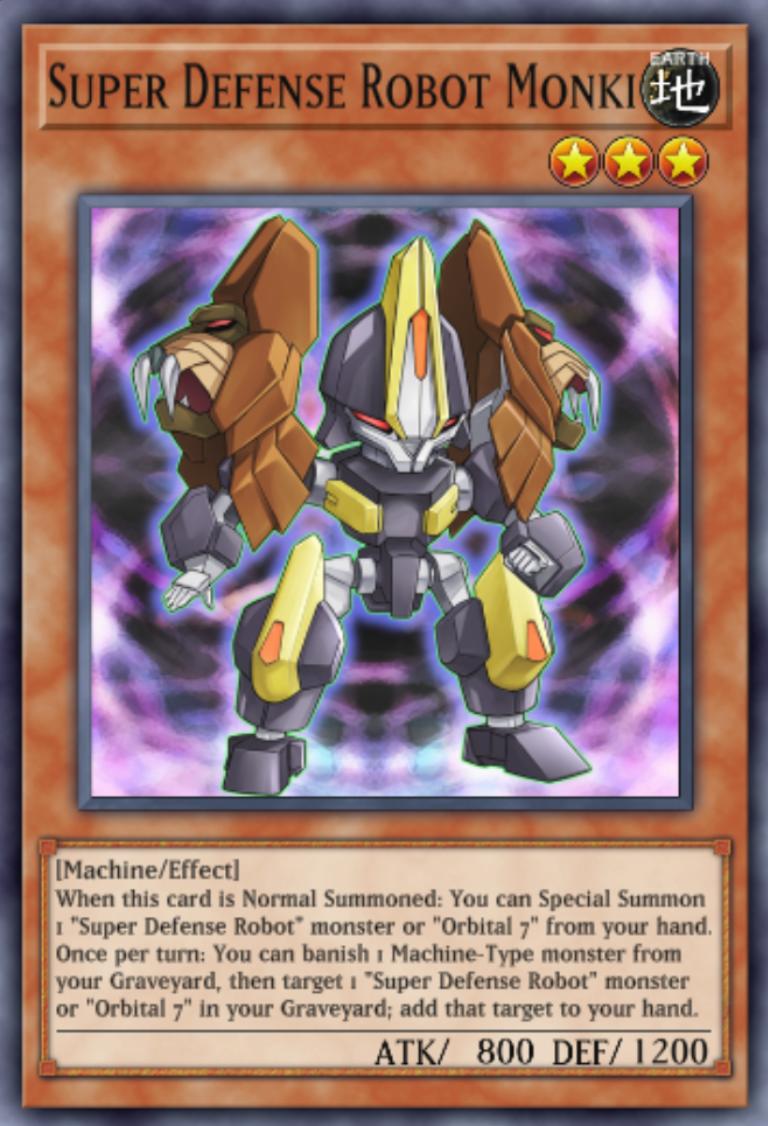 SUPER DEFENSE ROBOT MONKI
EARTH
地
[Machine/Effect]
When this card is Normal Summoned: You can Special Summon
1 "Super Defense Robot" monster or "Orbital 7" from your hand.
Once per turn: You can banish 1 Machine-Type monster from
your Graveyard, then target 1 "Super Defense Robot" monster
or "Orbital 7" in your Graveyard; add that target to your hand.
ATK/ 800 DEF/ 1200